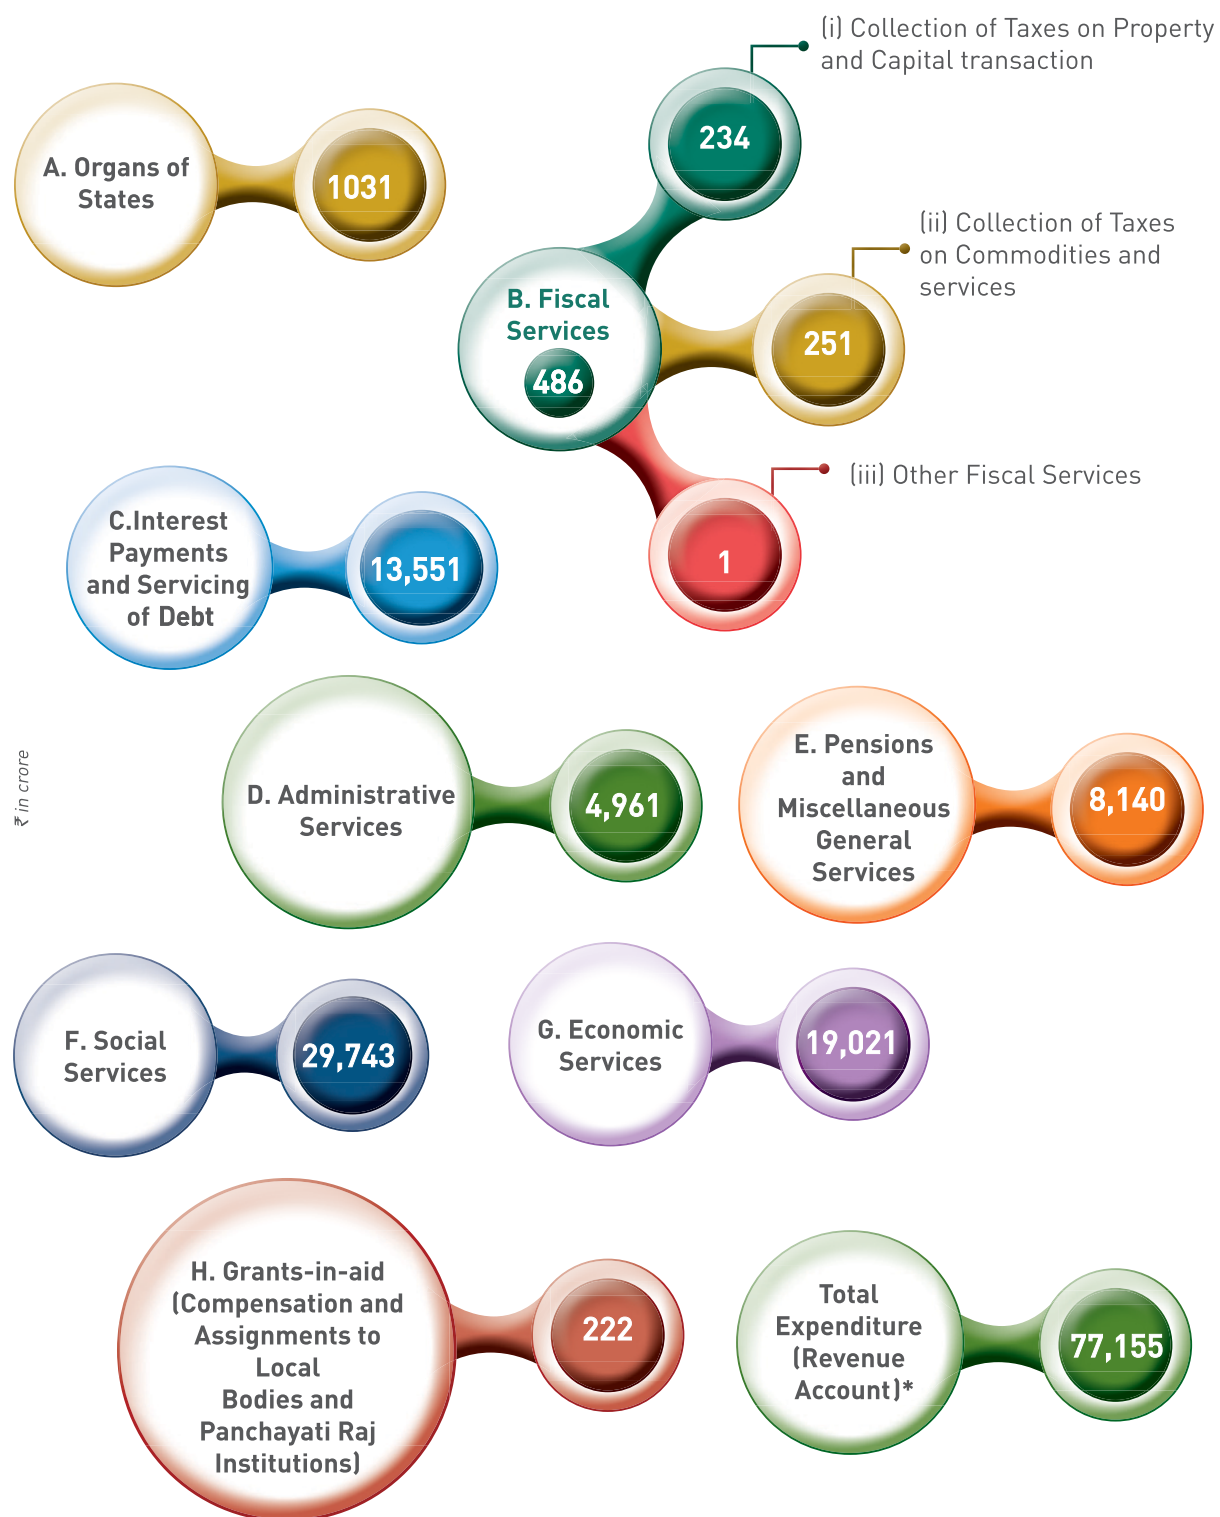 (i) Collection of Taxes on Property
and Capital transaction
A. Organs of
States
1031
234
(ii) Collection of Taxes
on Commodities and
services
B. Fiscal
Services
486
251
(iii) Other Fiscal Services
1
C.Interest
Payments
and Servicing
of Debt
13,551
₹ in crore
D. Administrative
Services
4,961
E. Pensions
and
Miscellaneous
General
Services
8,140
F. Social
Services
29,743
G. Economic
Services
19,021
H. Grants-in-aid
(Compensation and
Assignments to
Local
Bodies and
Panchayati Raj
Institutions)
222
Total
Expenditure
(Revenue
Account)*
77,155